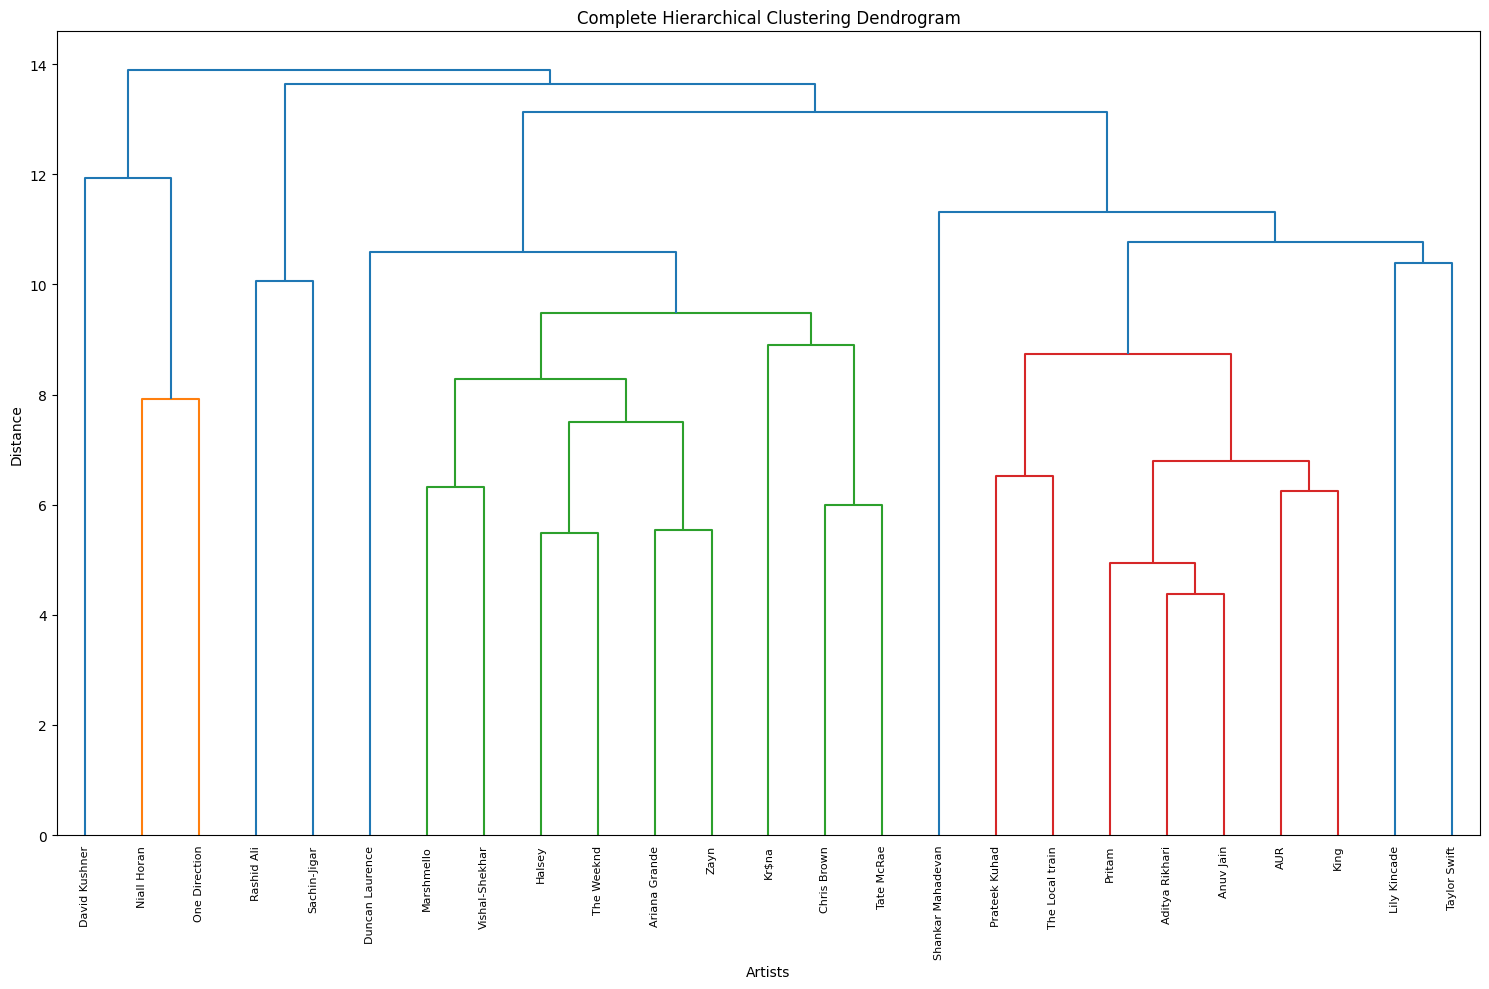 Complete Hierarchical Clustering Dendrogram
14
12
10
8
6
4
2
0
Distance
David Kushner
Niall Horan
One Direction
Rashid Ali
Sachin-Jigar
Duncan Laurence
Marshmello
Vishal-Shekhar
Halsey
The Weeknd
Ariana Grande
Zayn
Kr$na
Chris Brown
Tate McRae
Shankar Mahadevan
Prateek Kuhad
The Local train
Pritam
Aditya Rikhari
Anuv Jain
AUR
King
Lily Kincade
Taylor Swift
Artists